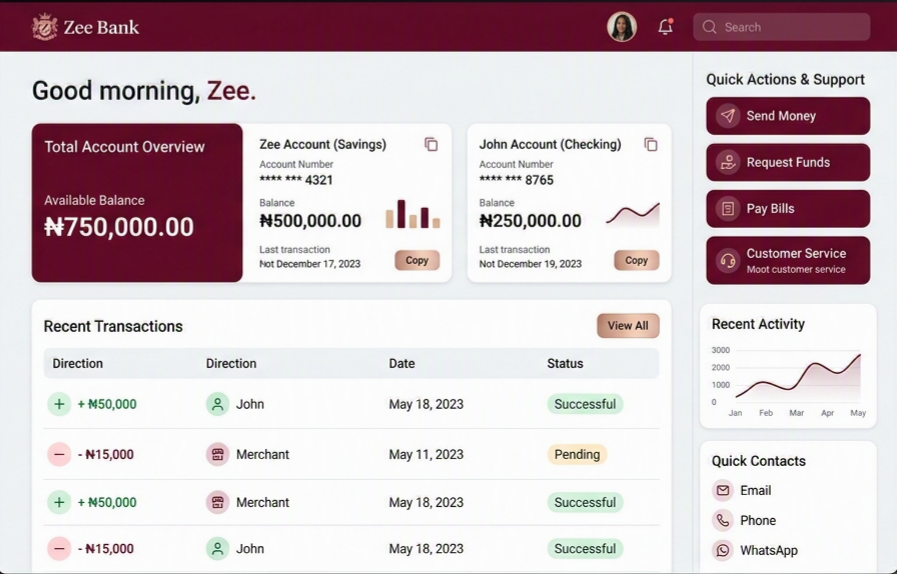 Zee Bank
Search
Good morning, Zee.
Total Account Overview
Available Balance
₦750,000.00
Zee Account (Savings)
Account Number
**** *** 4321
Balance
₦500,000.00
Last transaction
Not December 17, 2023
Copy
John Account (Checking)
Account Number
**** *** 8765
Balance
₦250,000.00
Last transaction
Not December 19, 2023
Copy
Recent Transactions
View All
Direction Direction Date Status
+ ₦50,000 John May 18, 2023 Successful
- ₦15,000 Merchant May 11, 2023 Pending
+ ₦50,000 Merchant May 18, 2023 Successful
- ₦15,000 John May 18, 2023 Successful
Quick Actions & Support
Send Money
Request Funds
Pay Bills
Customer Service
Moot customer service
Recent Activity
3000
2000
1000
0
Jan Feb Mar Apr May
Quick Contacts
Email
Phone
WhatsApp